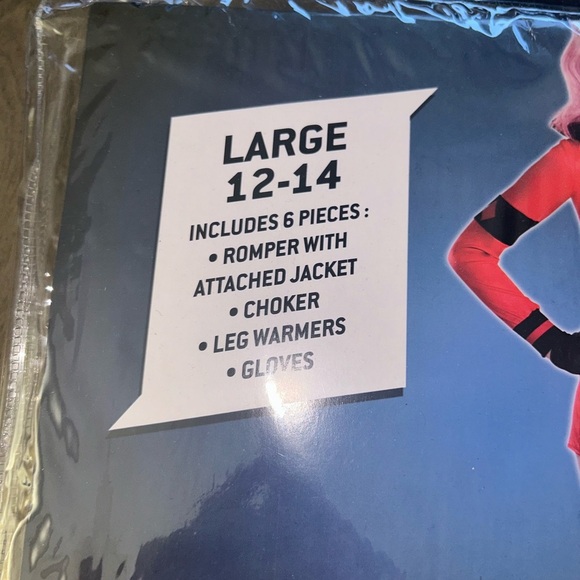 LARGE
12-14
INCLUDES 6 PIECES :
• ROMPER WITH
ATTACHED JACKET
• CHOKER
• LEG WARMERS
• GLOVES